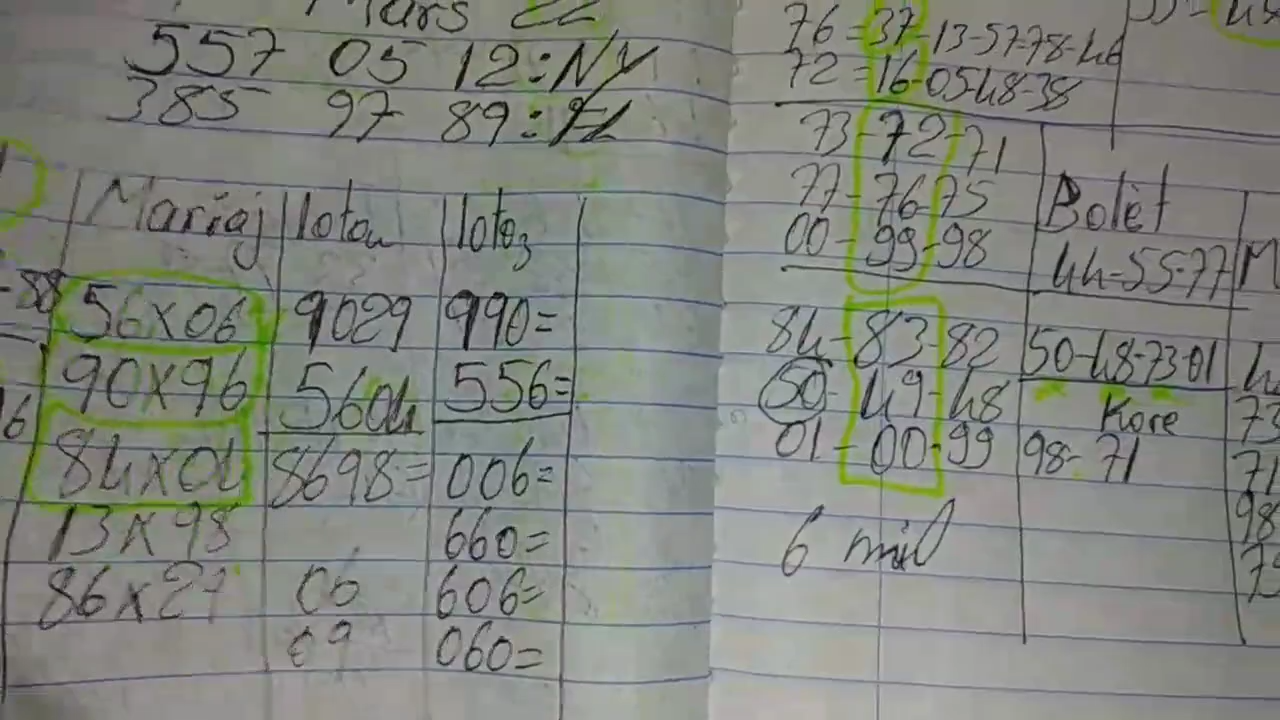 Mars 22
557 05 12:NY
385 97 89:FL
Mariaj loto4 loto3
56x06 9029 990=
90x96 5604 556=
84x04 8698= 006=
13x98 660=
86x27 06 606=
09 060=
76=37-13-57-78-46
72=16-05-48-38
73-72-71
77-76-75 Bolèt
00-99-98 44-55-77
84-83-82 50-48-73-01
50-49-48 Kore
01-00-99 98-71
6 mil